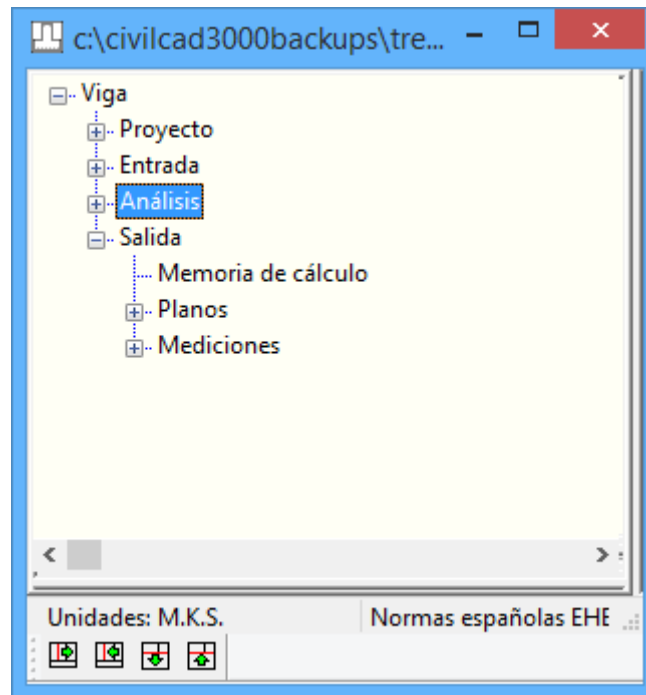 c:\civilcad3000backups\tre...
Viga
Proyecto
Entrada
Análisis
Salida
Memoria de cálculo
Planos
Mediciones
Unidades: M.K.S.
Normas españolas EHE